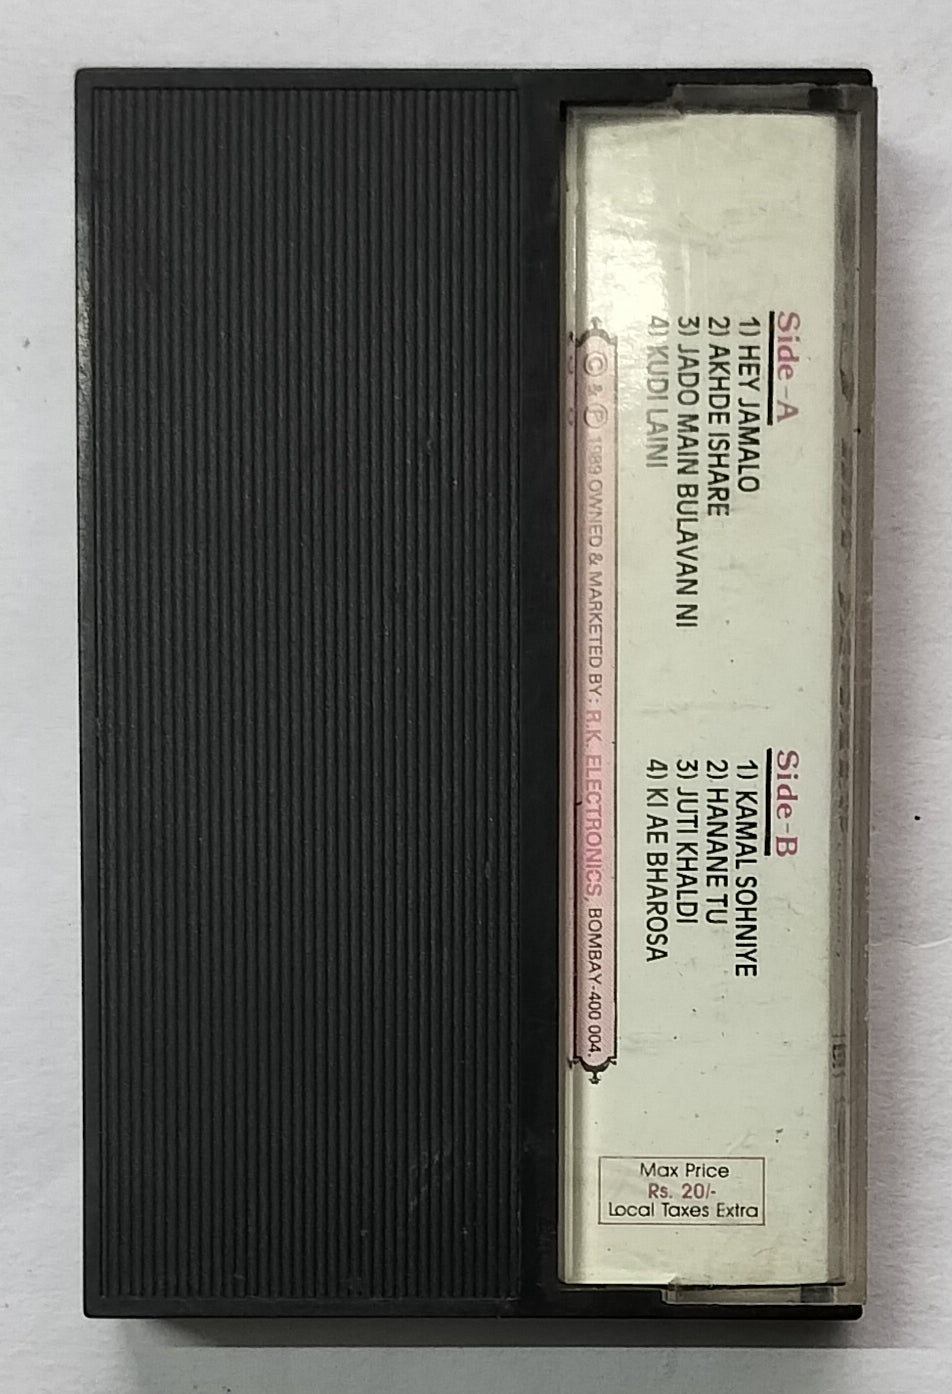 Side-A
1) HEY JAMALO
2) AKHDE ISHARE
3) JADO MAIN BULAVAN NI
4) KUDI LAINI
Side-B
1) KAMAL SOHNIYE
2) HANANE TU
3) JUTI KHALDI
4) KI AE BHAROSA
© & ℗ 1989 OWNED & MARKETED BY: R.K. ELECTRONICS, BOMBAY-400 004.
Max Price
Rs. 20/-
Local Taxes Extra